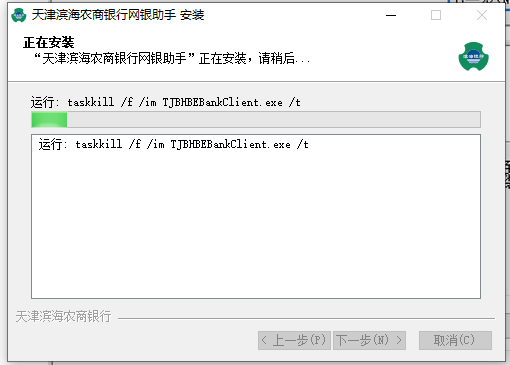 天津滨海农商银行网银助手 安装
正在安装
“天津滨海农商银行网银助手”正在安装，请稍后...
运行: taskkill /f /im TJBHBEBankClient.exe /t
运行: taskkill /f /im TJBHBEBankClient.exe /t
天津滨海农商银行
< 上一步(P) 下一步(N) > 取消(C)